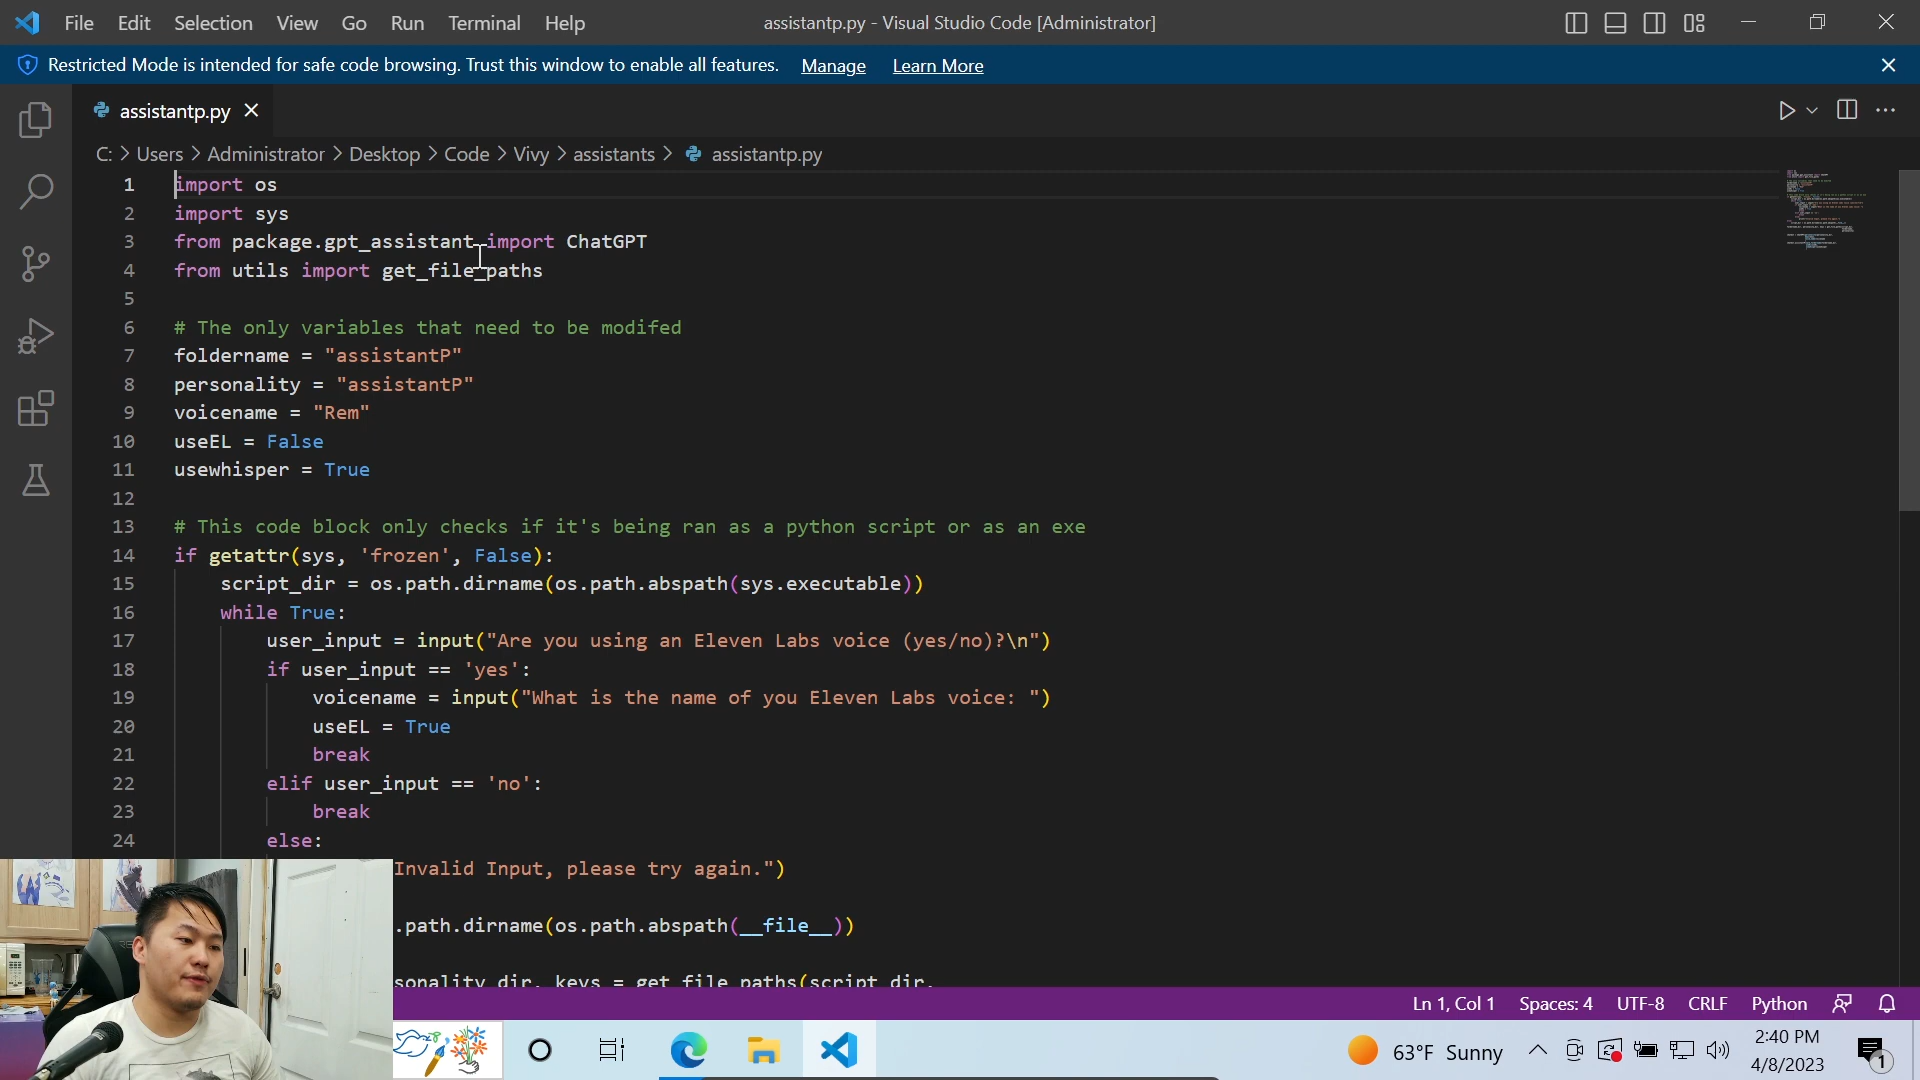 File Edit Selection View Go Run Terminal Help
assistantp.py - Visual Studio Code [Administrator]
Restricted Mode is intended for safe code browsing. Trust this window to enable all features. Manage Learn More
assistantp.py
C: > Users > Administrator > Desktop > Code > Vivy > assistants > assistantp.py
1 import os
2 import sys
3 from package.gpt_assistant import ChatGPT
4 from utils import get_file_paths
5
6 # The only variables that need to be modifed
7 foldername = "assistantP"
8 personality = "assistantP"
9 voicename = "Rem"
10 useEL = False
11 usewhisper = True
12
13 # This code block only checks if it's being ran as a python script or as an exe
14 if getattr(sys, 'frozen', False):
15 script_dir = os.path.dirname(os.path.abspath(sys.executable))
16 while True:
17 user_input = input("Are you using an Eleven Labs voice (yes/no)?\n")
18 if user_input == 'yes':
19 voicename = input("What is the name of you Eleven Labs voice: ")
20 useEL = True
21 break
22 elif user_input == 'no':
23 break
24 else:
Invalid Input, please try again.")
.path.dirname(os.path.abspath(__file__))
sonality_dir, keys = get_file_paths(script_dir,
Ln 1, Col 1 Spaces: 4 UTF-8 CRLF Python
63°F Sunny
2:40 PM
4/8/2023
1